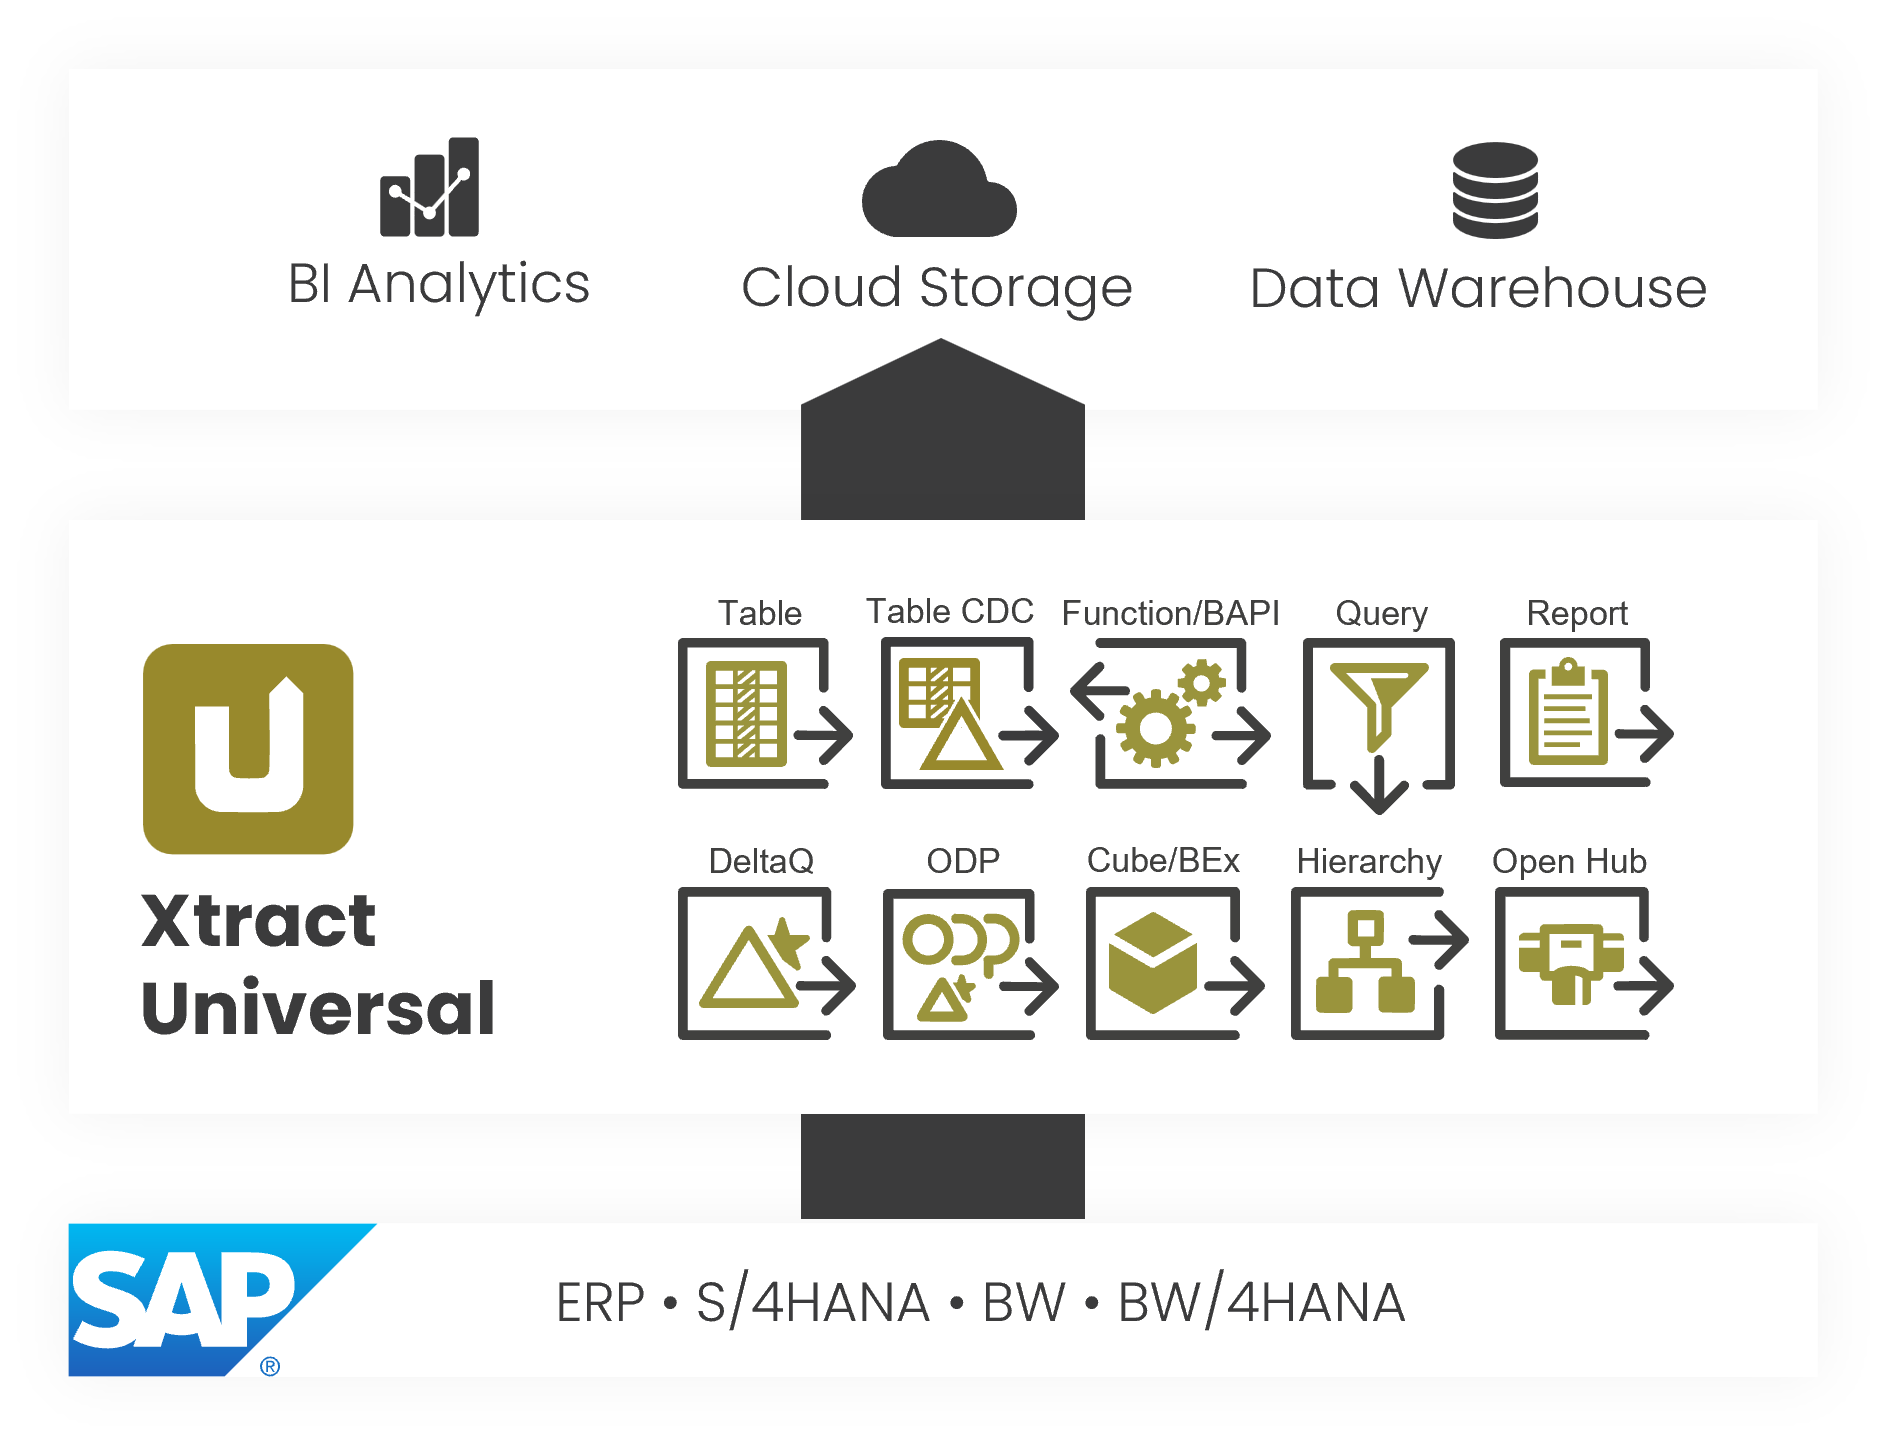 BI Analytics
Cloud Storage
Data Warehouse
Table
Table CDC
Function/BAPI
Query
Report
Xtract
Universal
DeltaQ
ODP
Cube/BEx
Hierarchy
Open Hub
SAP®
ERP • S/4HANA • BW • BW/4HANA